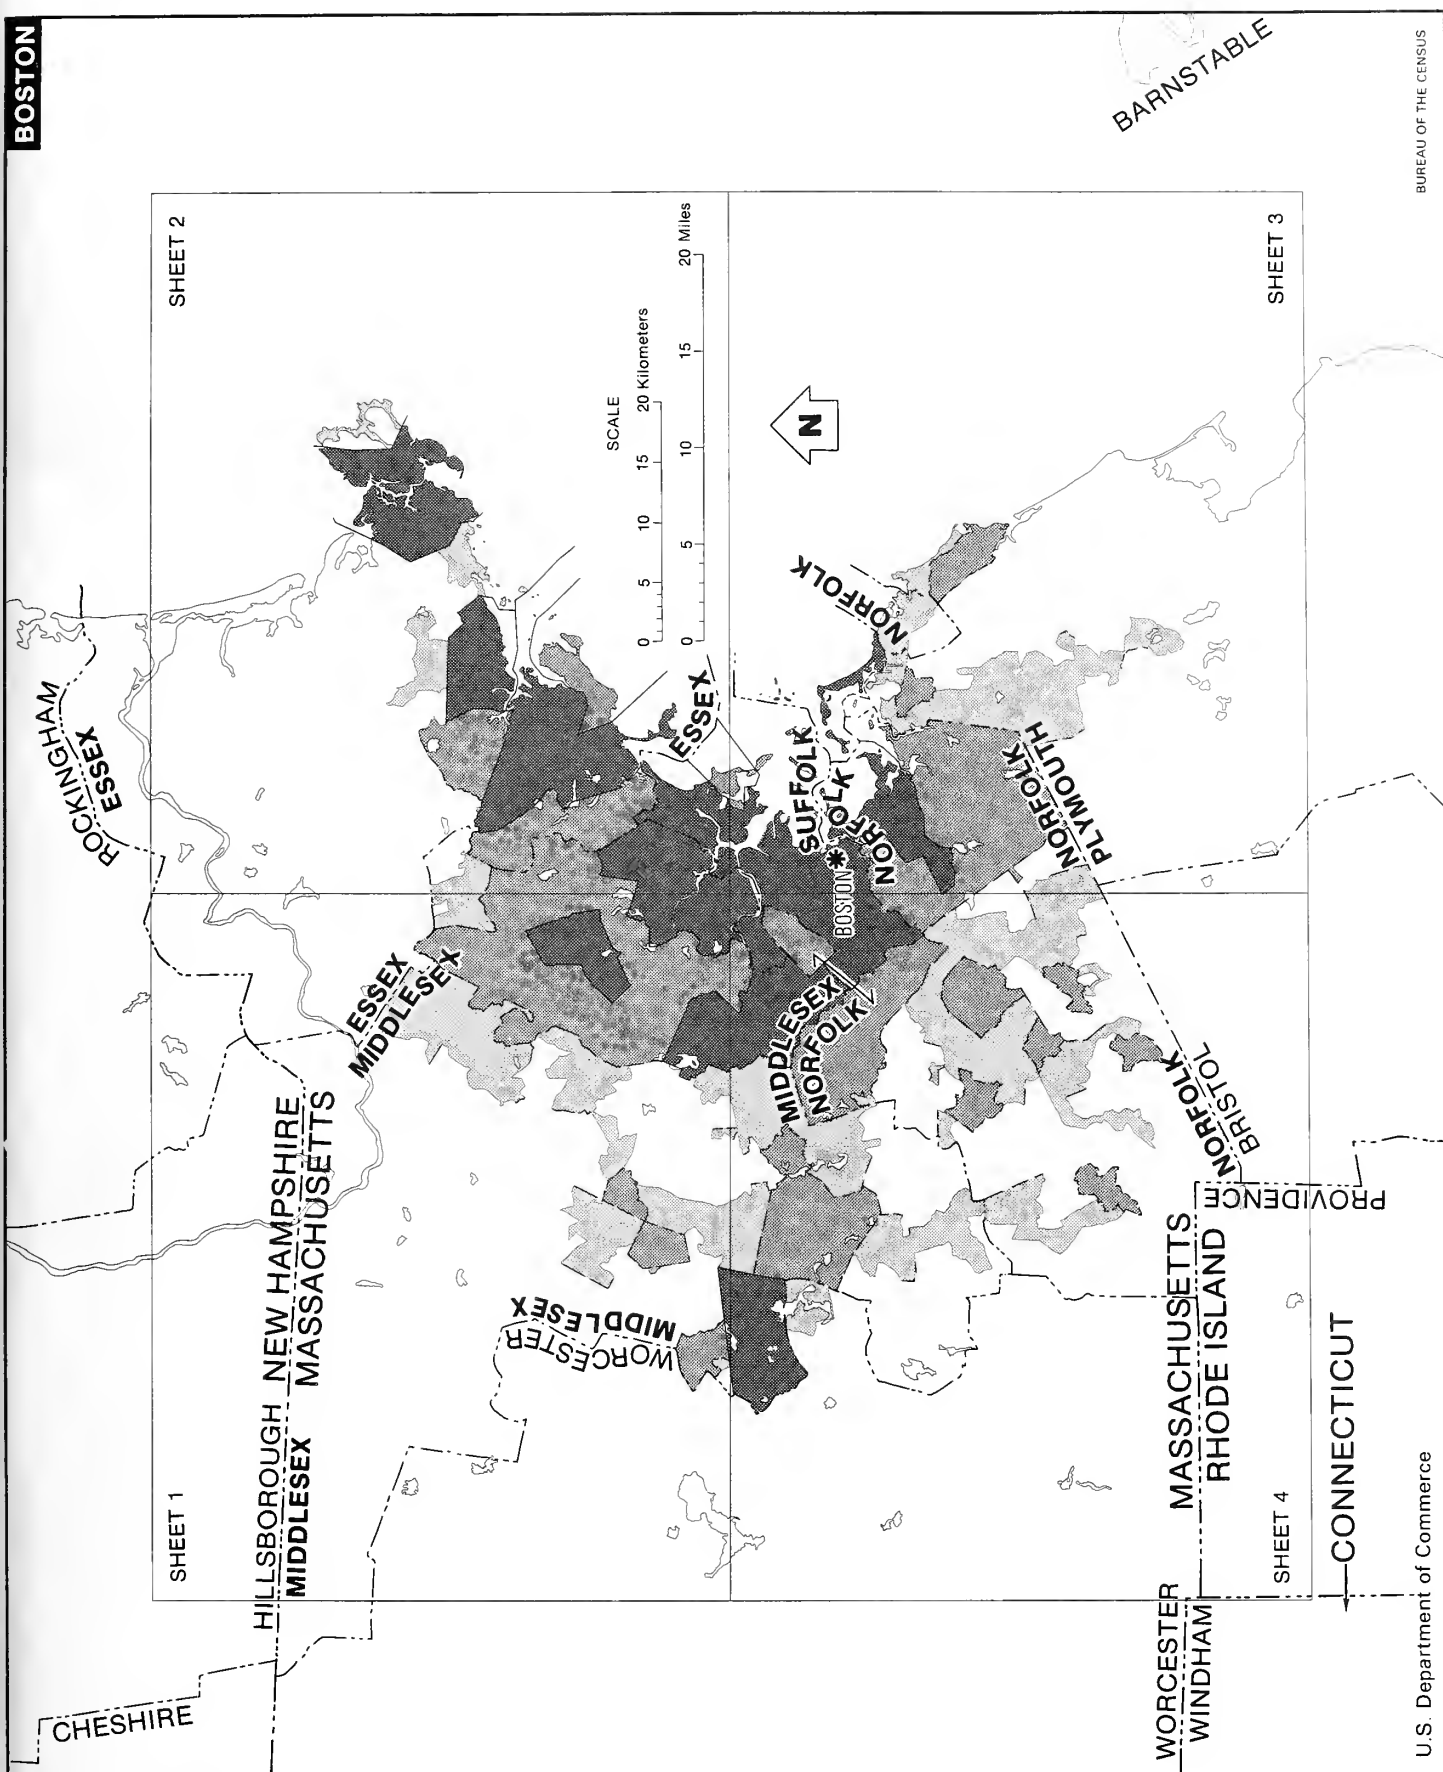 BOSTON
CHESHIRE
HILLSBOROUGH
MIDDLESEX
NEW HAMPSHIRE
MASSACHUSETTS
ROCKINGHAM
ESSEX
ESSEX
MIDDLESEX
SHEET 1
SHEET 2
WORCESTER
MIDDLESEX
SCALE
0 5 10 15 20 Kilometers
0 5 10 15 20 Miles
ESSEX
N
SUFFOLK
NORFOLK
BOSTON
NORFOLK
NORFOLK
MIDDLESEX
NORFOLK
NORFOLK
PLYMOUTH
NORFOLK
BRISTOL
PROVIDENCE
MASSACHUSETTS
RHODE ISLAND
WORCESTER
WINDHAM
CONNECTICUT
SHEET 4
SHEET 3
BARNSTABLE
U.S. Department of Commerce
BUREAU OF THE CENSUS